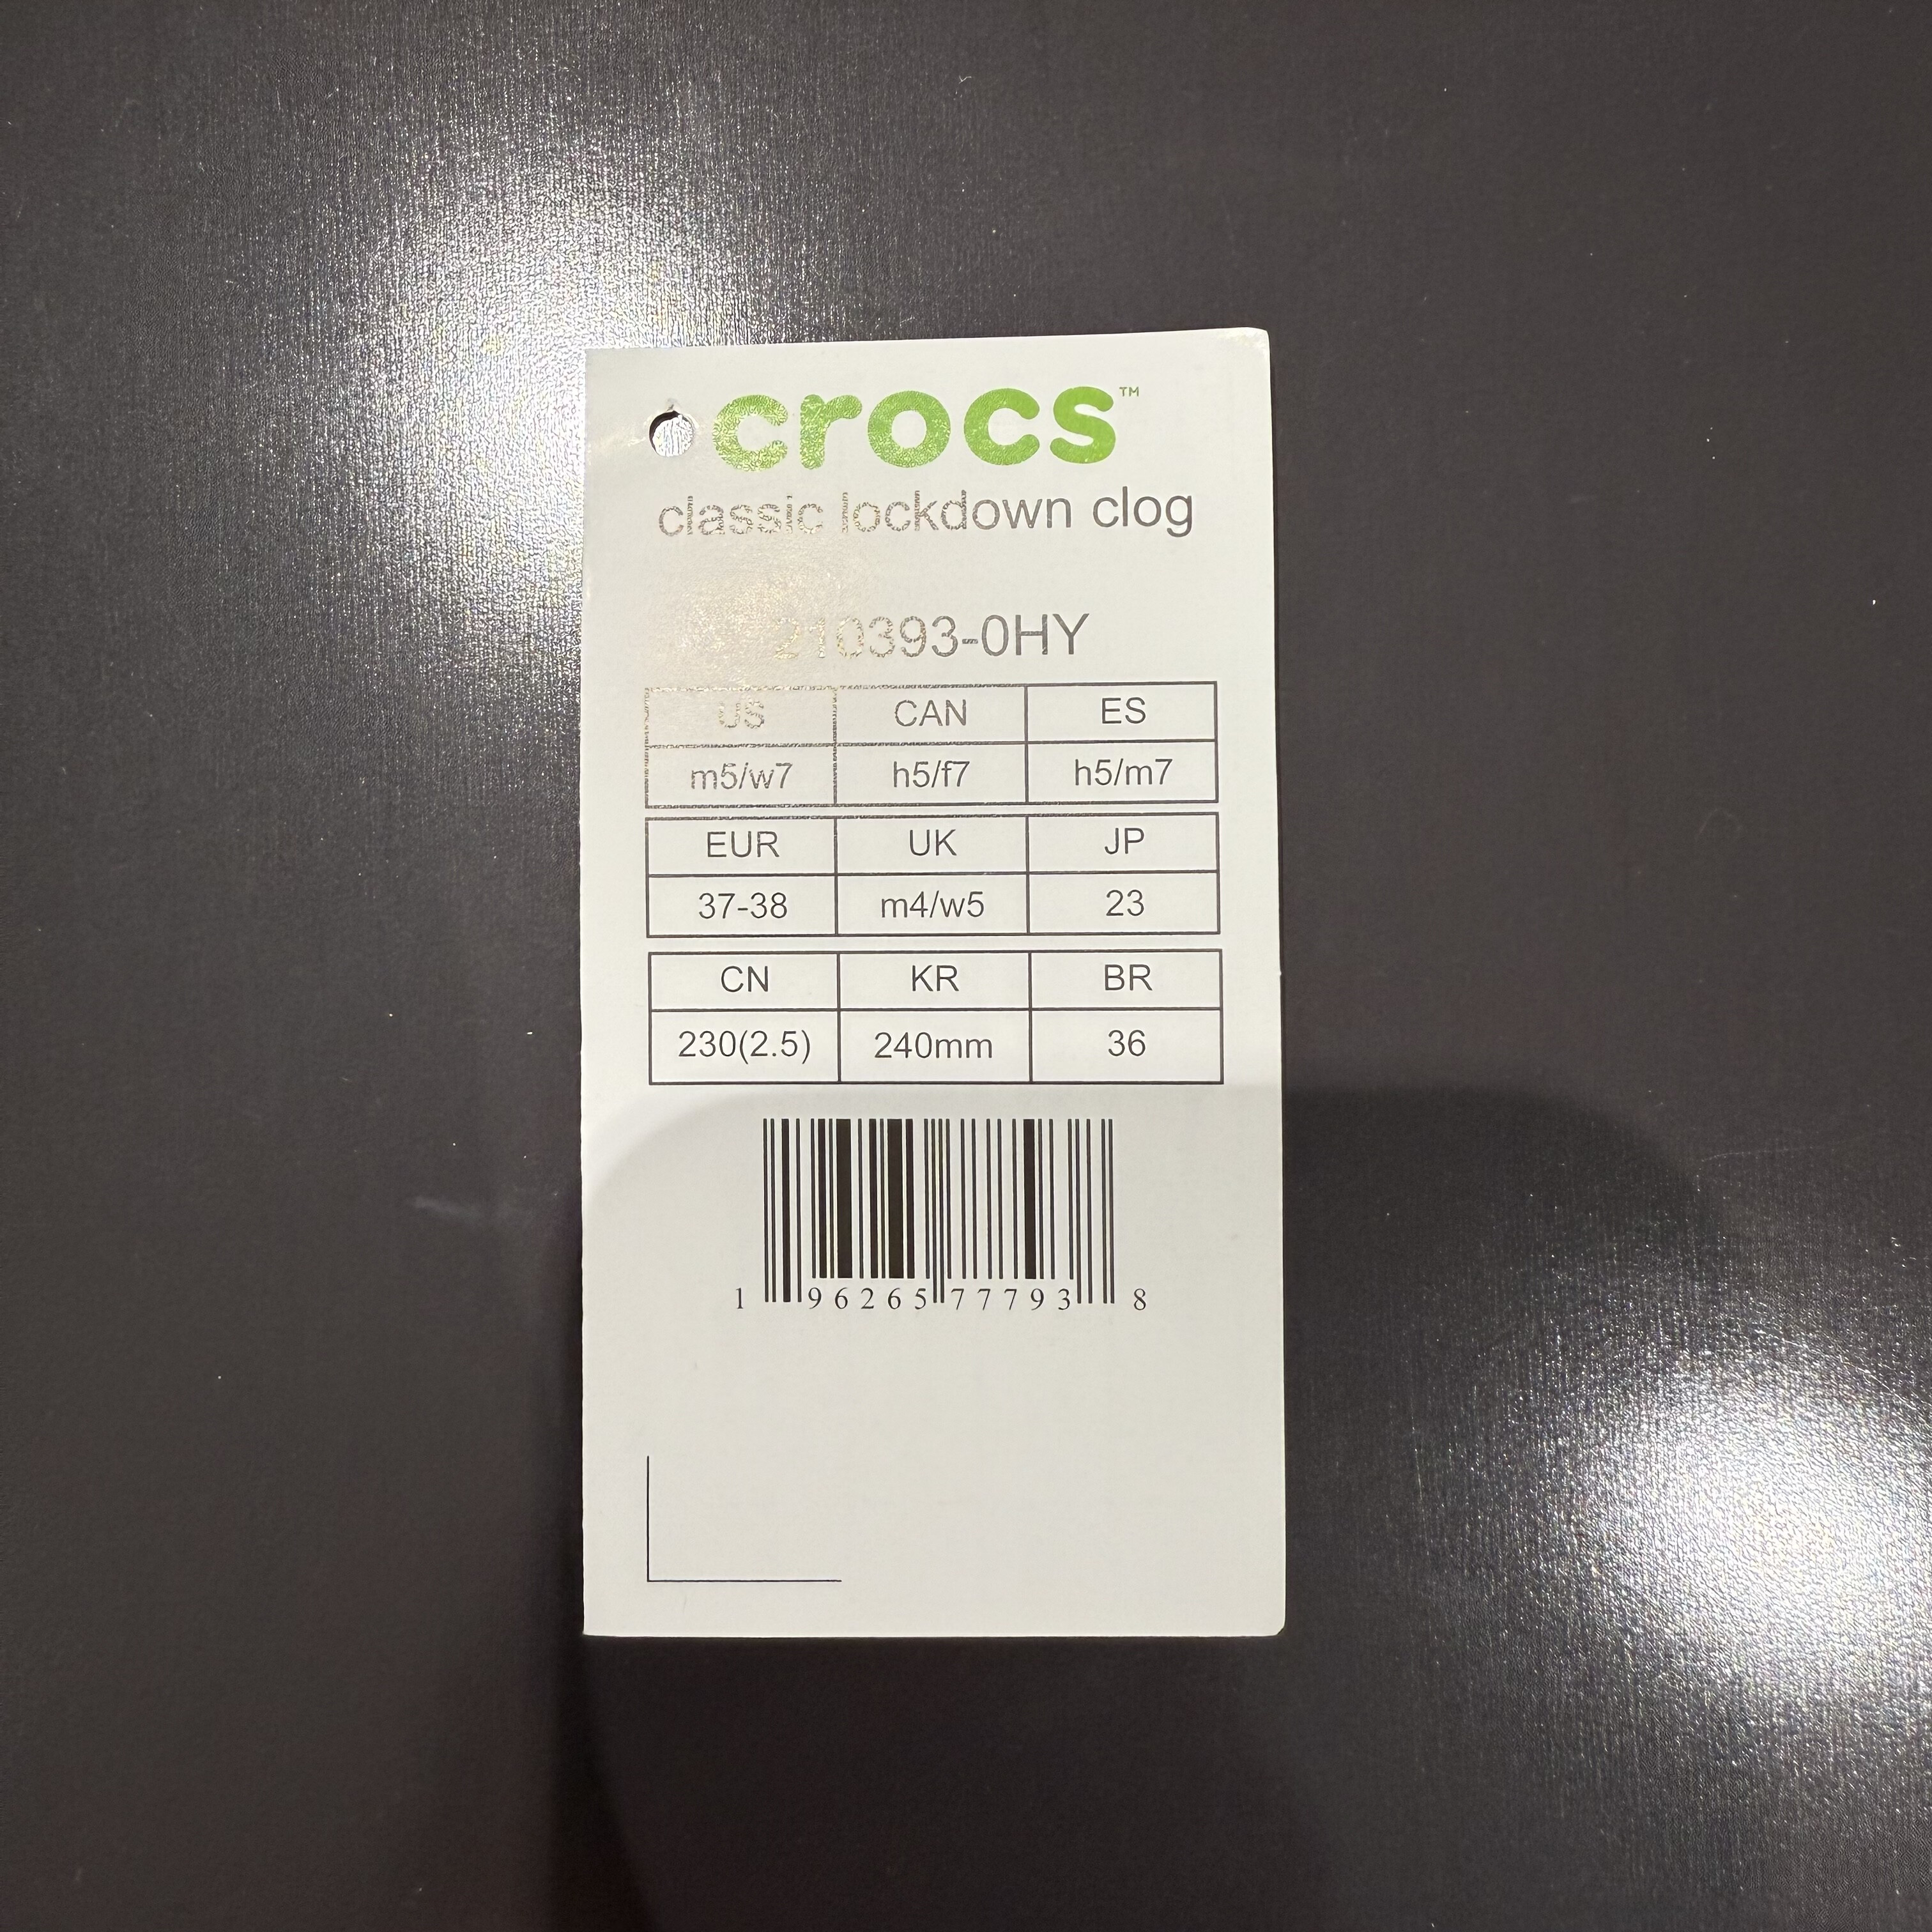 crocs™
classic lockdown clog
210393-0HY
US CAN ES
m5/w7 h5/f7 h5/m7
EUR UK JP
37-38 m4/w5 23
CN KR BR
230(2.5) 240mm 36
1 96265 77793 8